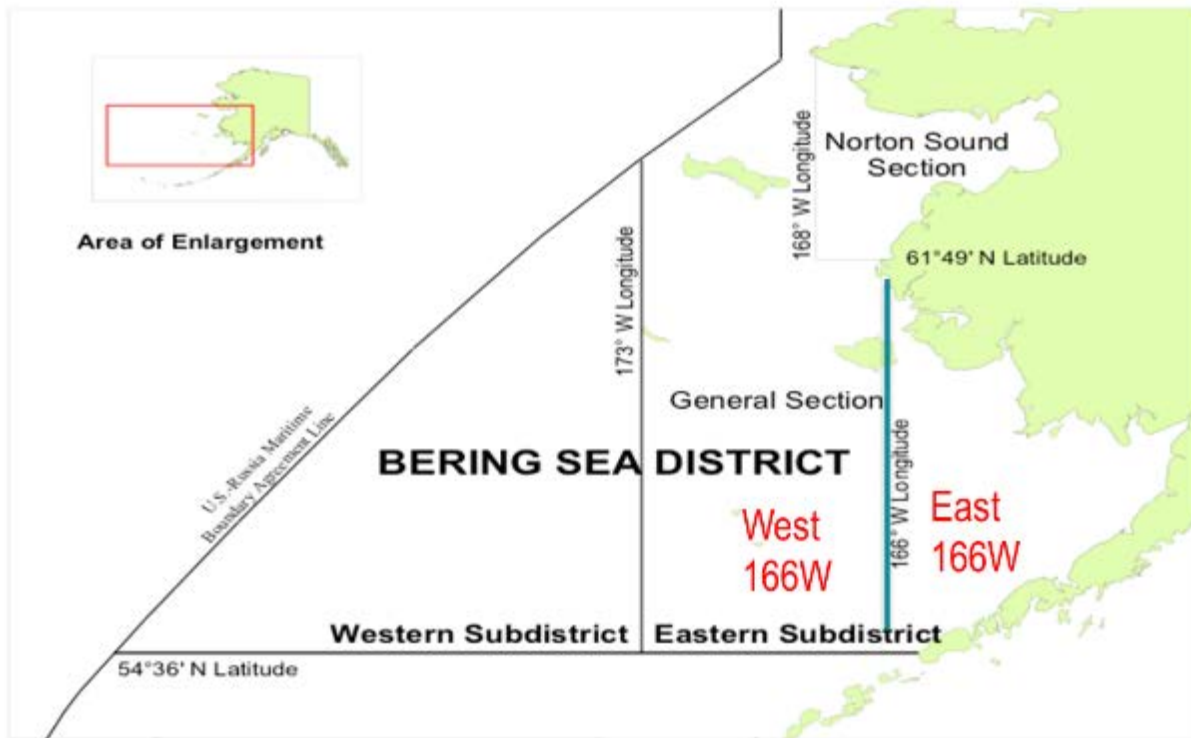 Area of Enlargement
Norton Sound
Section
168° W Longitude
61°49' N Latitude
173° W Longitude
General Section
U.S.-Russia Maritime
Boundary Agreement Line
BERING SEA DISTRICT
166° W Longitude
West
166W
East
166W
Western Subdistrict
Eastern Subdistrict
54°36' N Latitude